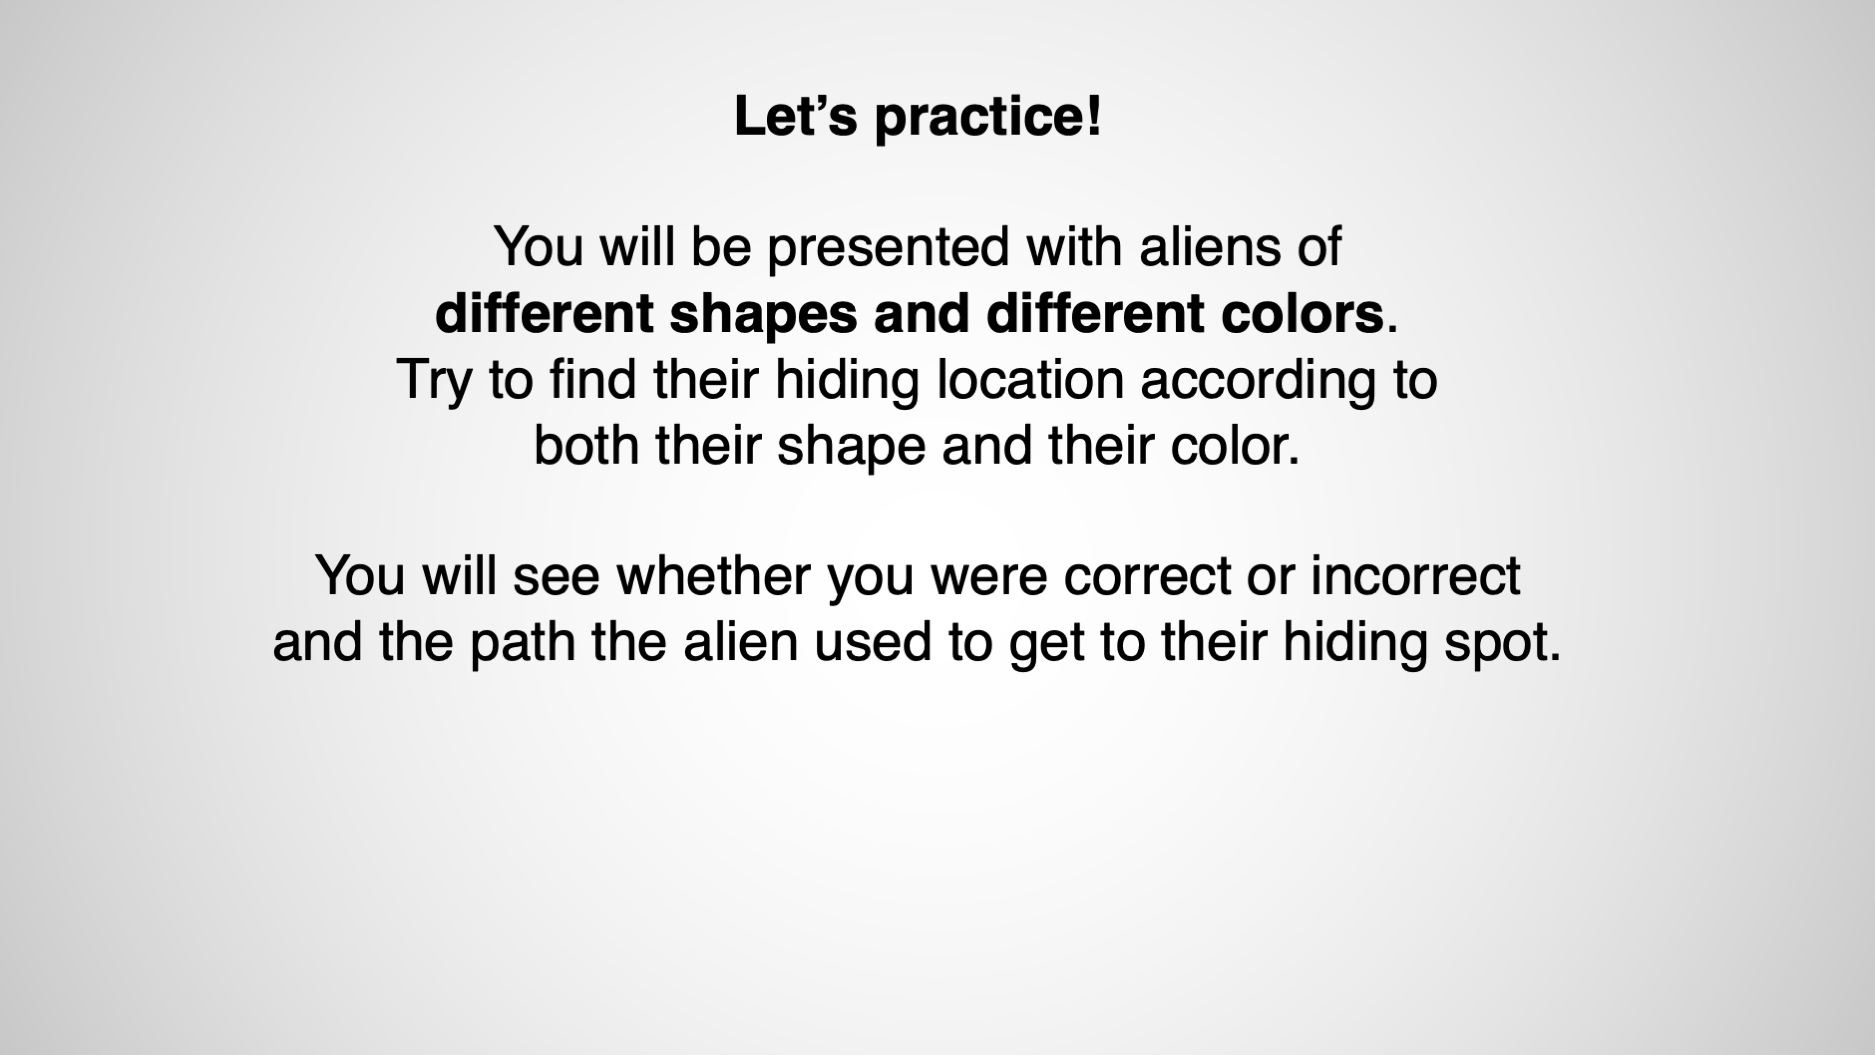 Let’s practice!
You will be presented with aliens of
different shapes and different colors.
Try to find their hiding location according to
both their shape and their color.
You will see whether you were correct or incorrect
and the path the alien used to get to their hiding spot.